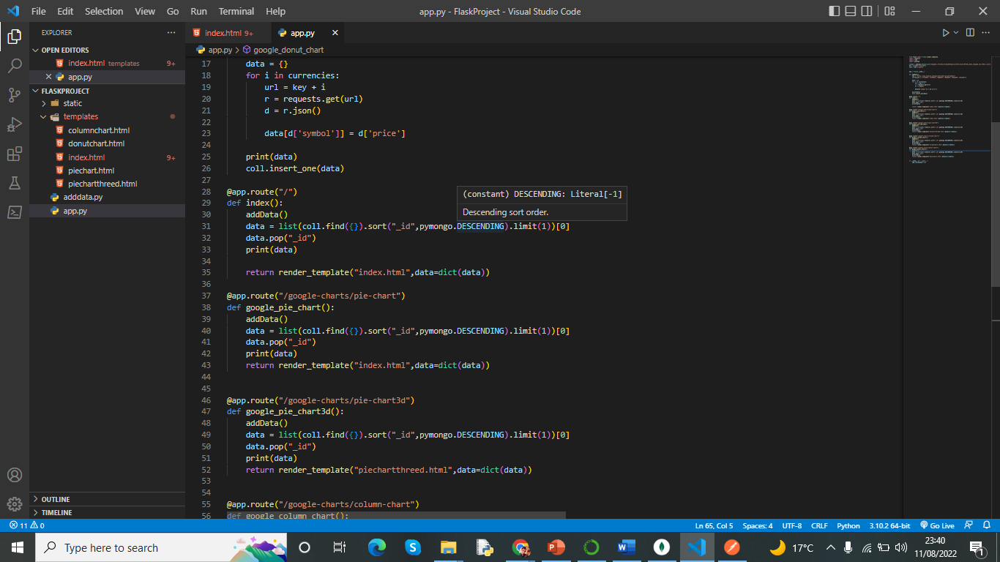 File Edit Selection View Go Run Terminal Help
app.py - FlaskProject - Visual Studio Code
EXPLORER
OPEN EDITORS
index.html templates 9+
app.py
FLASKPROJECT
static
templates
columnchart.html
donutchart.html
index.html 9+
piechart.html
piechartthreed.html
adddata.py
app.py
OUTLINE
TIMELINE
index.html 9+
app.py
app.py > google_donut_chart
17 data = {}
18 for i in currencies:
19 url = key + i
20 r = requests.get(url)
21 d = r.json()
22
23 data[d['symbol']] = d['price']
24
25 print(data)
26 coll.insert_one(data)
27
28 @app.route("/")
29 def index():
30 addData()
31 data = list(coll.find({}).sort("_id",pymongo.DESCENDING).limit(1))[0]
32 data.pop("_id")
33 print(data)
34
35 return render_template("index.html",data=dict(data))
36
37 @app.route("/google-charts/pie-chart")
38 def google_pie_chart():
39 addData()
40 data = list(coll.find({}).sort("_id",pymongo.DESCENDING).limit(1))[0]
41 data.pop("_id")
42 print(data)
43 return render_template("index.html",data=dict(data))
44
45
46 @app.route("/google-charts/pie-chart3d")
47 def google_pie_chart3d():
48 addData()
49 data = list(coll.find({}).sort("_id",pymongo.DESCENDING).limit(1))[0]
50 data.pop("_id")
51 print(data)
52 return render_template("piechartthreed.html",data=dict(data))
53
54
55 @app.route("/google-charts/column-chart")
56 def google_column_chart():
(constant) DESCENDING: Literal[-1]
Descending sort order.
11 0
Ln 65, Col 5 Spaces: 4 UTF-8 CRLF Python 3.10.2 64-bit Go Live
Type here to search
17°C
23:40
11/08/2022
1